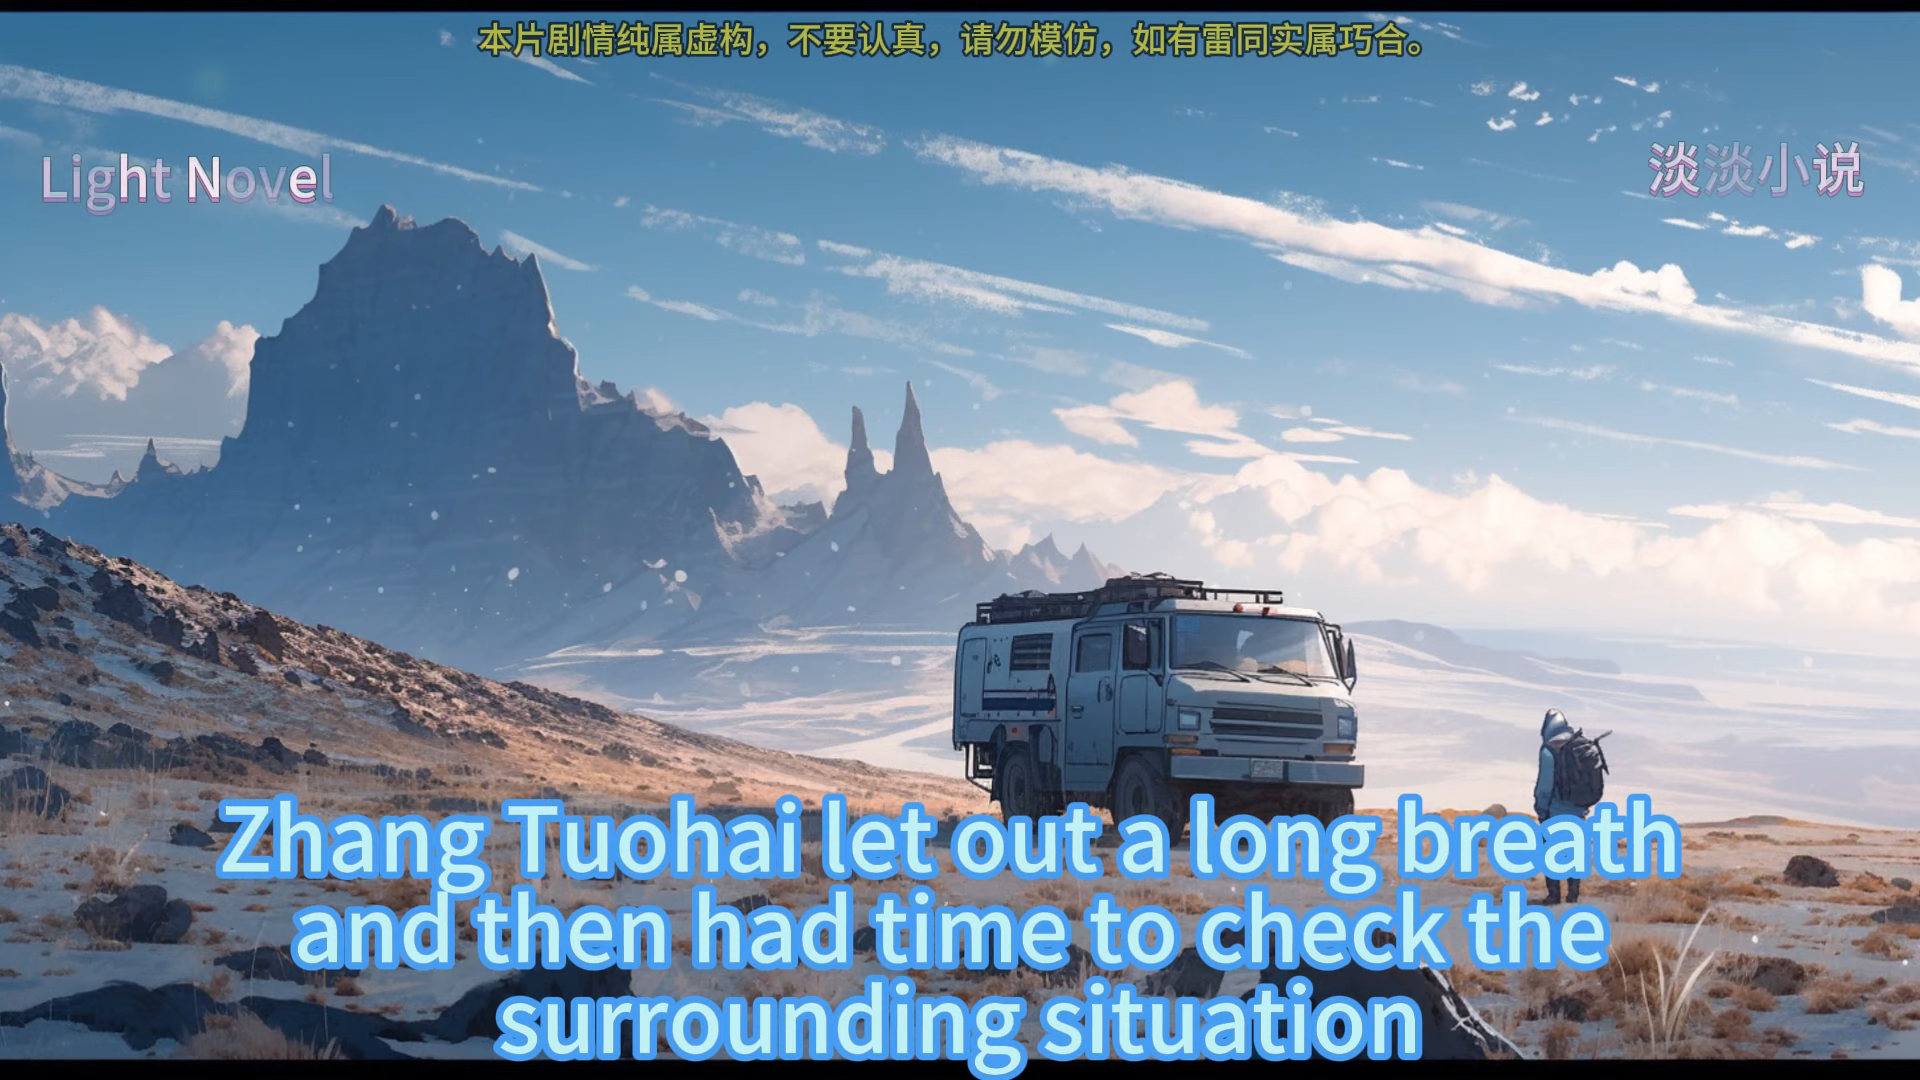 本片剧情纯属虚构，不要认真，请勿模仿，如有雷同实属巧合。
Light Novel
淡淡小说
Zhang Tuohai let out a long breath
and then had time to check the
surrounding situation